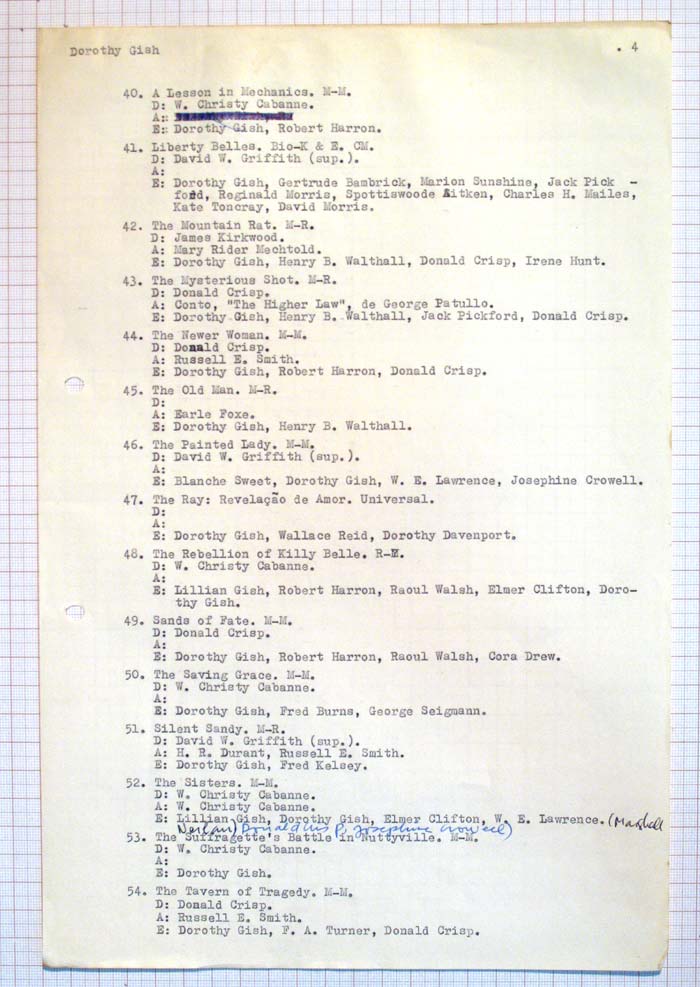 Dorothy Gish . 4
40. A Lesson in Mechanics. M-M.
D: W. Christy Cabanne.
A:
E: Dorothy Gish, Robert Harron.
41. Liberty Belles. Bio-K & E. CM.
D: David W. Griffith (sup.).
A:
E: Dorothy Gish, Gertrude Bambrick, Marion Sunshine, Jack Pick -
ford, Reginald Morris, Spottiswoode Aitken, Charles H. Mailes,
Kate Toncray, David Morris.
42. The Mountain Rat. M-R.
D: James Kirkwood.
A: Mary Rider Mechtold.
E: Dorothy Gish, Henry B. Walthall, Donald Crisp, Irene Hunt.
43. The Mysterious Shot. M-R.
D: Donald Crisp.
A: Conto, "The Higher Law", de George Patullo.
E: Dorothy Gish, Henry B. Walthall, Jack Pickford, Donald Crisp.
44. The Newer Woman. M-M.
D: Donald Crisp.
A: Russell E. Smith.
E: Dorothy Gish, Robert Harron, Donald Crisp.
45. The Old Man. M-R.
D:
A: Earle Foxe.
E: Dorothy Gish, Henry B. Walthall.
46. The Painted Lady. M-M.
D: David W. Griffith (sup.).
A:
E: Blanche Sweet, Dorothy Gish, W. E. Lawrence, Josephine Crowell.
47. The Ray: Revelação de Amor. Universal.
D:
A:
E: Dorothy Gish, Wallace Reid, Dorothy Davenport.
48. The Rebellion of Killy Belle. R-M.
D: W. Christy Cabanne.
A:
E: Lillian Gish, Robert Harron, Raoul Walsh, Elmer Clifton, Doro-
thy Gish.
49. Sands of Fate. M-M.
D: Donald Crisp.
A:
E: Dorothy Gish, Robert Harron, Raoul Walsh, Cora Drew.
50. The Saving Grace. M-M.
D: W. Christy Cabanne.
A:
E: Dorothy Gish, Fred Burns, George Seigmann.
51. Silent Sandy. M-R.
D: David W. Griffith (sup.).
A: H. R. Durant, Russell E. Smith.
E: Dorothy Gish, Fred Kelsey.
52. The Sisters. M-M.
D: W. Christy Cabanne.
A: W. Christy Cabanne.
E: Lillian Gish, Dorothy Gish, Elmer Clifton, W. E. Lawrence. (Marshall
Neilan) Donald Cris P, Josephine Crowell)
53. The Suffragette's Battle in Nuttyville. M-M.
D: W. Christy Cabanne.
A:
E: Dorothy Gish.
54. The Tavern of Tragedy. M-M.
D: Donald Crisp.
A: Russell E. Smith.
E: Dorothy Gish, F. A. Turner, Donald Crisp.